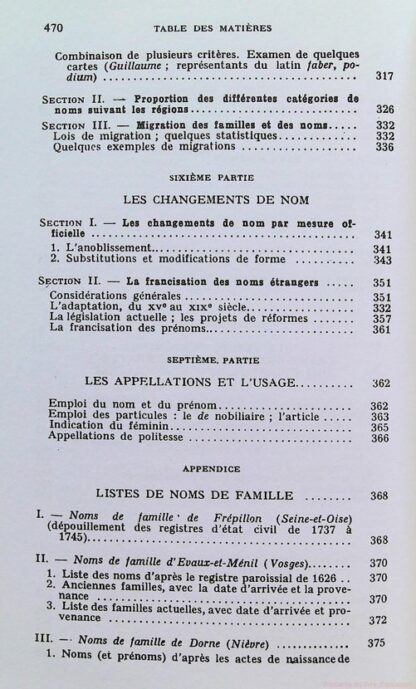 470 TABLE DES MATIÈRES
Combinaison de plusieurs critères. Examen de quelques
cartes (Guillaume ; représentants du latin faber, po-
dium) ........ 317
SECTION II. — Proportion des différentes catégories de
noms suivant les régions ........ 326
SECTION III. — Migration des familles et des noms..... 332
Lois de migration ; quelques statistiques ........ 332
Quelques exemples de migrations ........ 336
SIXIÈME PARTIE
LES CHANGEMENTS DE NOM
SECTION I. — Les changements de nom par mesure of-
ficielle ........ 341
1. L'anoblissement ........ 341
2. Substitutions et modifications de forme ........ 343
SECTION II. — La francisation des noms étrangers ..... 351
Considérations générales ........ 351
L'adaptation, du XVe au XIXe siècle ........ 332
La législation actuelle ; les projets de réformes ....... 357
La francisation des prénoms ........ 361
SEPTIÈME PARTIE
LES APPELLATIONS ET L'USAGE ........ 362
Emploi du nom et du prénom ........ 362
Emploi des particules : le de nobiliaire ; l'article ..... 363
Indication du féminin ........ 365
Appellations de politesse ........ 366
APPENDICE
LISTES DE NOMS DE FAMILLE ........ 368
I. — Noms de famille de Frépillon (Seine-et-Oise)
(dépouillement des registres d'état civil de 1737 à
1745) ........ 368
II. — Noms de famille d'Evaux-et-Ménil (Vosges) ........ 370
1. Liste des noms d'après le registre paroissial de 1626 .. 370
2. Anciennes familles, avec la date d'arrivée et la prove-
nance ........ 370
3. Liste des familles actuelles, avec date d'arrivée et pro-
venance ........ 372
III. — Noms de famille de Dorne (Nièvre) ........ 375
1. Noms (et prénoms) d'après les actes de naissance de